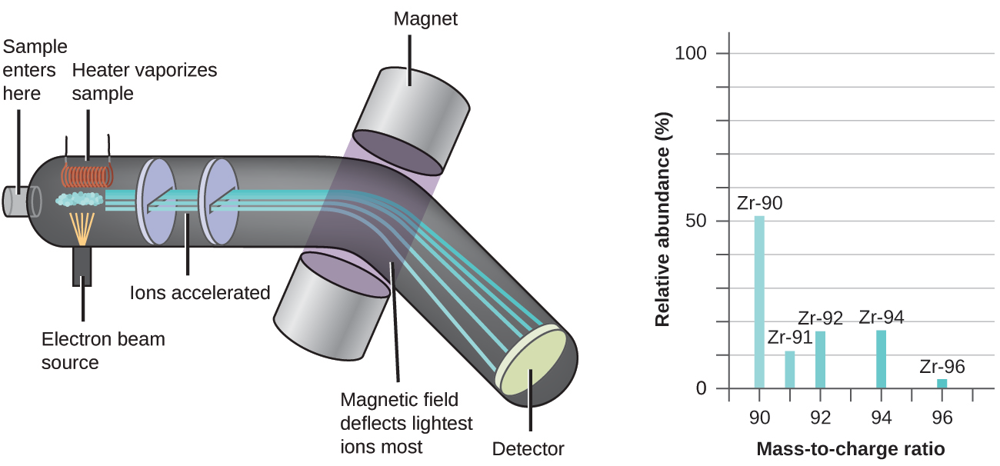 Magnet
Sample
enters
here
Heater vaporizes
sample
Ions accelerated
Electron beam
source
Magnetic field
deflects lightest
ions most
Detector
Relative abundance (%)
100
50
0
Zr-90
Zr-91
Zr-92
Zr-94
Zr-96
90 92 94 96
Mass-to-charge ratio